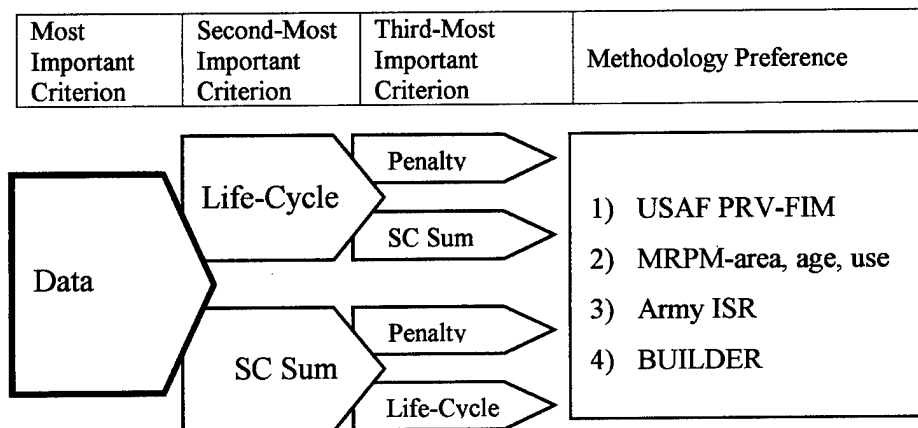 Most
Important
Criterion
Second-Most
Important
Criterion
Third-Most
Important
Criterion
Methodology Preference
Data
Life-Cycle
Penalty
SC Sum
SC Sum
Penalty
Life-Cycle
1) USAF PRV-FIM
2) MRPM-area, age, use
3) Army ISR
4) BUILDER